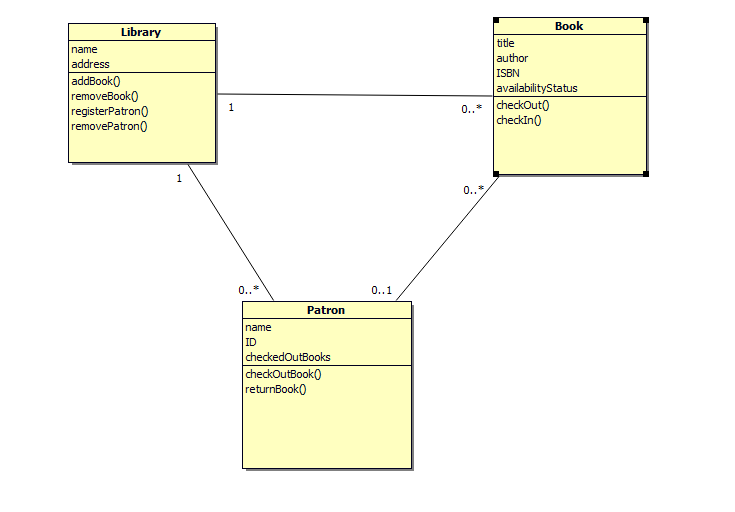 Library
name
address
addBook()
removeBook()
registerPatron()
removePatron()
Book
title
author
ISBN
availabilityStatus
checkOut()
checkIn()
1
0..*
1
0..*
0..*
0..1
Patron
name
ID
checkedOutBooks
checkOutBook()
returnBook()